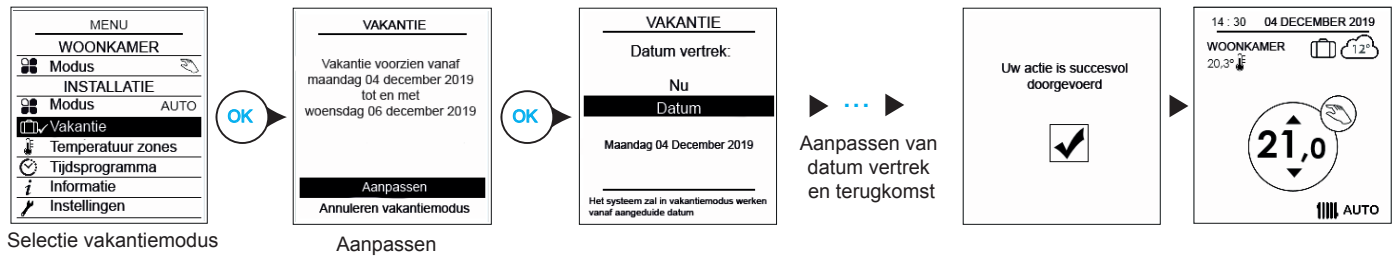 MENU
WOONKAMER
Modus
INSTALLATIE
Modus AUTO
Vakantie
Temperatuur zones
Tijdsprogramma
i Informatie
Instellingen
Selectie vakantiemodus
OK
VAKANTIE
Vakantie voorzien vanaf
maandag 04 december 2019
tot en met
woensdag 06 december 2019
Aanpassen
Annuleren vakantiemodus
Aanpassen
OK
VAKANTIE
Datum vertrek:
Nu
Datum
Maandag 04 December 2019
Het systeem zal in vakantiemodus werken
vanaf aangeduide datum
...
Aanpassen van
datum vertrek
en terugkomst
Uw actie is succesvol
doorgevoerd
14 : 30 04 DECEMBER 2019
WOONKAMER 12°
20,3°
21,0
AUTO